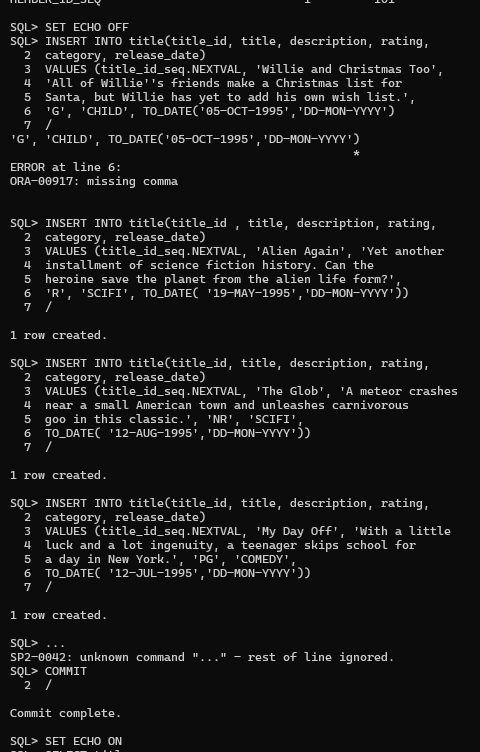 MEMBER_ID_SEQ 1 101
SQL> SET ECHO OFF
SQL> INSERT INTO title(title_id, title, description, rating,
2 category, release_date)
3 VALUES (title_id_seq.NEXTVAL, 'Willie and Christmas Too',
4 'All of Willie''s friends make a Christmas list for
5 Santa, but Willie has yet to add his own wish list.',
6 'G', 'CHILD', TO_DATE('05-OCT-1995','DD-MON-YYYY')
7 /
'G', 'CHILD', TO_DATE('05-OCT-1995','DD-MON-YYYY')
*
ERROR at line 6:
ORA-00917: missing comma
SQL> INSERT INTO title(title_id , title, description, rating,
2 category, release_date)
3 VALUES (title_id_seq.NEXTVAL, 'Alien Again', 'Yet another
4 installment of science fiction history. Can the
5 heroine save the planet from the alien life form?',
6 'R', 'SCIFI', TO_DATE( '19-MAY-1995','DD-MON-YYYY'))
7 /
1 row created.
SQL> INSERT INTO title(title_id, title, description, rating,
2 category, release_date)
3 VALUES (title_id_seq.NEXTVAL, 'The Glob', 'A meteor crashes
4 near a small American town and unleashes carnivorous
5 goo in this classic.', 'NR', 'SCIFI',
6 TO_DATE( '12-AUG-1995','DD-MON-YYYY'))
7 /
1 row created.
SQL> INSERT INTO title(title_id, title, description, rating,
2 category, release_date)
3 VALUES (title_id_seq.NEXTVAL, 'My Day Off', 'With a little
4 luck and a lot ingenuity, a teenager skips school for
5 a day in New York.', 'PG', 'COMEDY',
6 TO_DATE( '12-JUL-1995','DD-MON-YYYY'))
7 /
1 row created.
SQL> ...
SP2-0042: unknown command "..." - rest of line ignored.
SQL> COMMIT
2 /
Commit complete.
SQL> SET ECHO ON